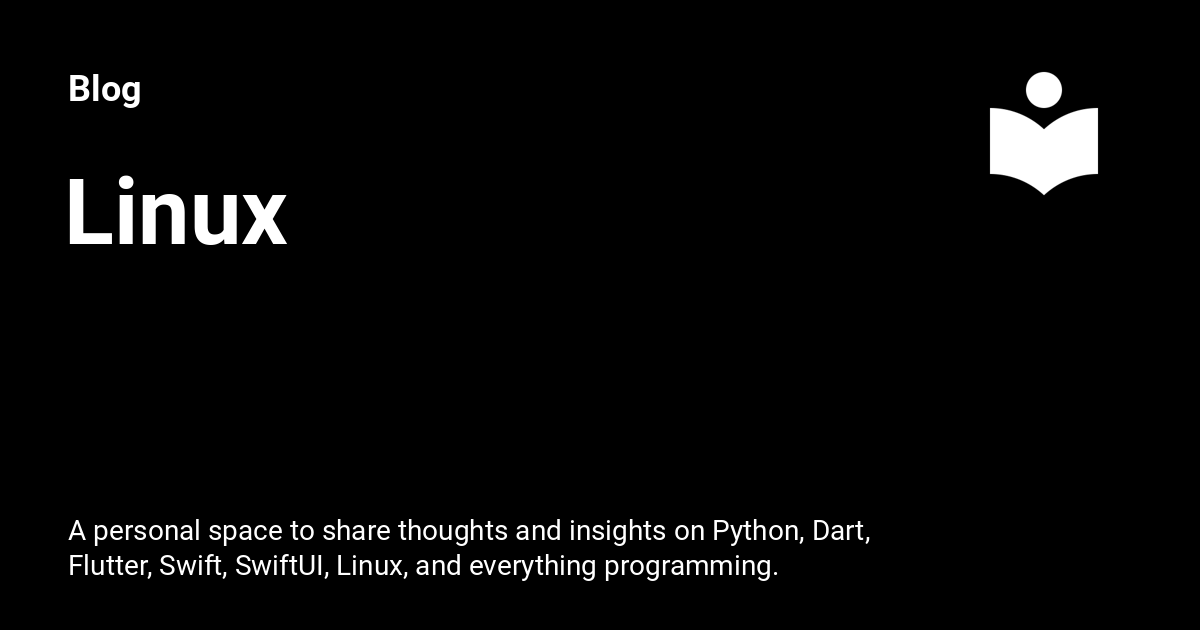 Blog
Linux
A personal space to share thoughts and insights on Python, Dart,
Flutter, Swift, SwiftUI, Linux, and everything programming.